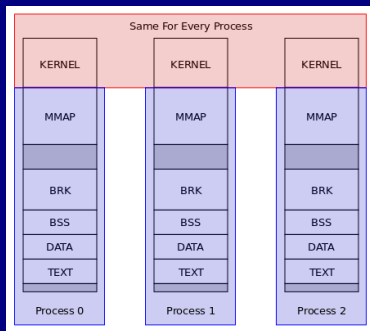 Same For Every Process
KERNEL KERNEL KERNEL
MMAP MMAP MMAP
BRK BRK BRK
BSS BSS BSS
DATA DATA DATA
TEXT TEXT TEXT
Process 0 Process 1 Process 2